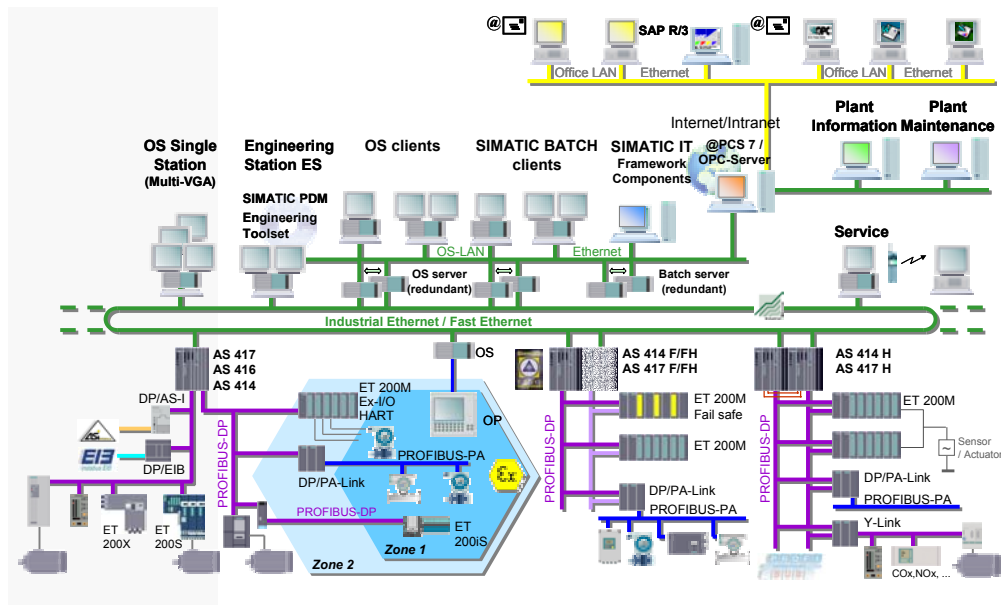 @
SAP R/3
@
OPC
Office LAN
Ethernet
Office LAN
Ethernet
Internet/Intranet
@PCS 7 /
OPC-Server
Plant
Information
Plant
Maintenance
OS Single
Station
(Multi-VGA)
Engineering
Station ES
OS clients
SIMATIC BATCH
clients
SIMATIC IT
Framework
Components
SIMATIC PDM
Engineering
Toolset
Service
OS-LAN
Ethernet
OS server
(redundant)
Batch server
(redundant)
Industrial Ethernet / Fast Ethernet
AS 417
AS 416
AS 414
OS
AS 414 F/FH
AS 417 F/FH
AS 414 H
AS 417 H
DP/AS-I
ET 200M
Ex-I/O
HART
OP
ET 200M
Fail safe
ET 200M
ET 200M
Sensor
/ Actuator
DP/EIB
PROFIBUS-DP
PROFIBUS-DP
PROFIBUS-DP
PROFIBUS-PA
DP/PA-Link
Ex
DP/PA-Link
PROFIBUS-PA
DP/PA-Link
PROFIBUS-PA
ET
200X
ET
200S
PROFIBUS-DP
ET
200iS
Zone 1
Zone 2
Y-Link
COx,NOx, ...